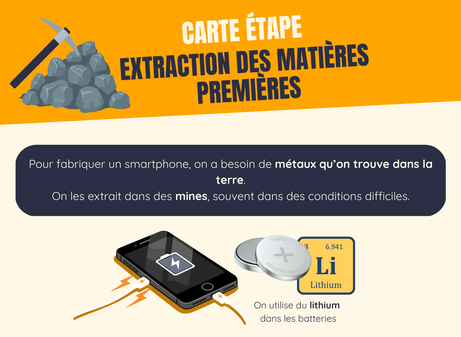 CARTE ÉTAPE
EXTRACTION DES MATIÈRES
PREMIÈRES
Pour fabriquer un smartphone, on a besoin de métaux qu'on trouve dans la
terre.
On les extrait dans des mines, souvent dans des conditions difficiles.
3 6.941
Li
Lithium
On utilise du lithium
dans les batteries